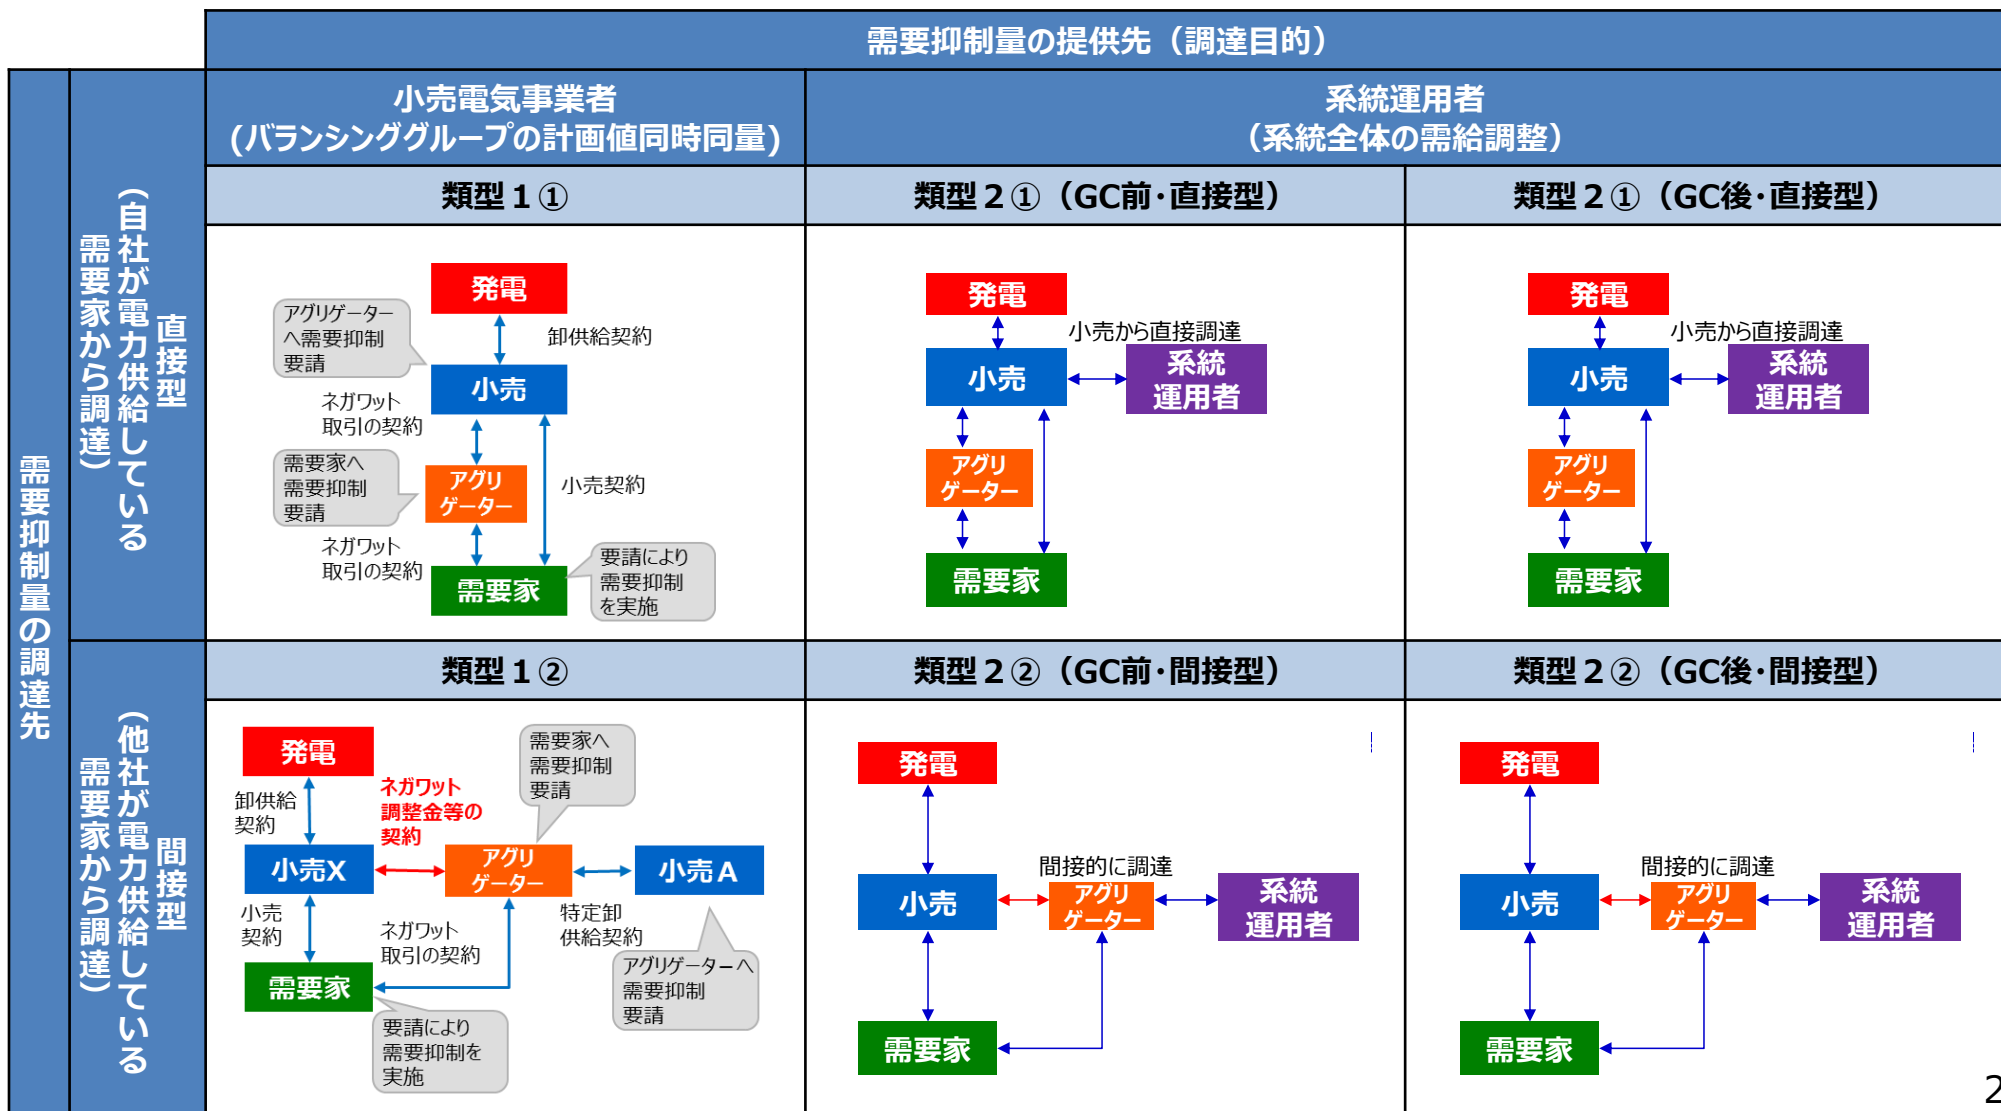 需要抑制量の提供先（調達目的）
小売電気事業者
(バランシンググループの計画値同時同量)
系統運用者
（系統全体の需給調整）
需要抑制量の調達先
直接型
（自社が電力供給している
需要家から調達）
類型１①
類型２①（GC前･直接型）
類型２①（GC後･直接型）
発電
アグリゲーター
へ需要抑制
要請
卸供給契約
小売
ネガワット
取引の契約
需要家へ
需要抑制
要請
アグリ
ゲーター
小売契約
ネガワット
取引の契約
需要家
要請により
需要抑制
を実施
発電
小売から直接調達
小売
系統
運用者
アグリ
ゲーター
需要家
発電
小売から直接調達
小売
系統
運用者
アグリ
ゲーター
需要家
間接型
（他社が電力供給している
需要家から調達）
類型１②
類型２②（GC前･間接型）
類型２②（GC後･間接型）
発電
需要家へ
需要抑制
要請
卸供給
契約
ネガワット
調整金等の
契約
小売X
アグリ
ゲーター
小売A
小売
契約
ネガワット
取引の契約
特定卸
供給契約
需要家
アグリゲーターへ
需要抑制
要請
要請により
需要抑制を
実施
発電
間接的に調達
小売
アグリ
ゲーター
系統
運用者
需要家
発電
間接的に調達
小売
アグリ
ゲーター
系統
運用者
需要家
2